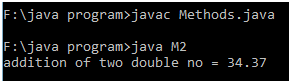 F:\java program>javac Methods.java
F:\java program>java M2
addition of two double no = 34.37